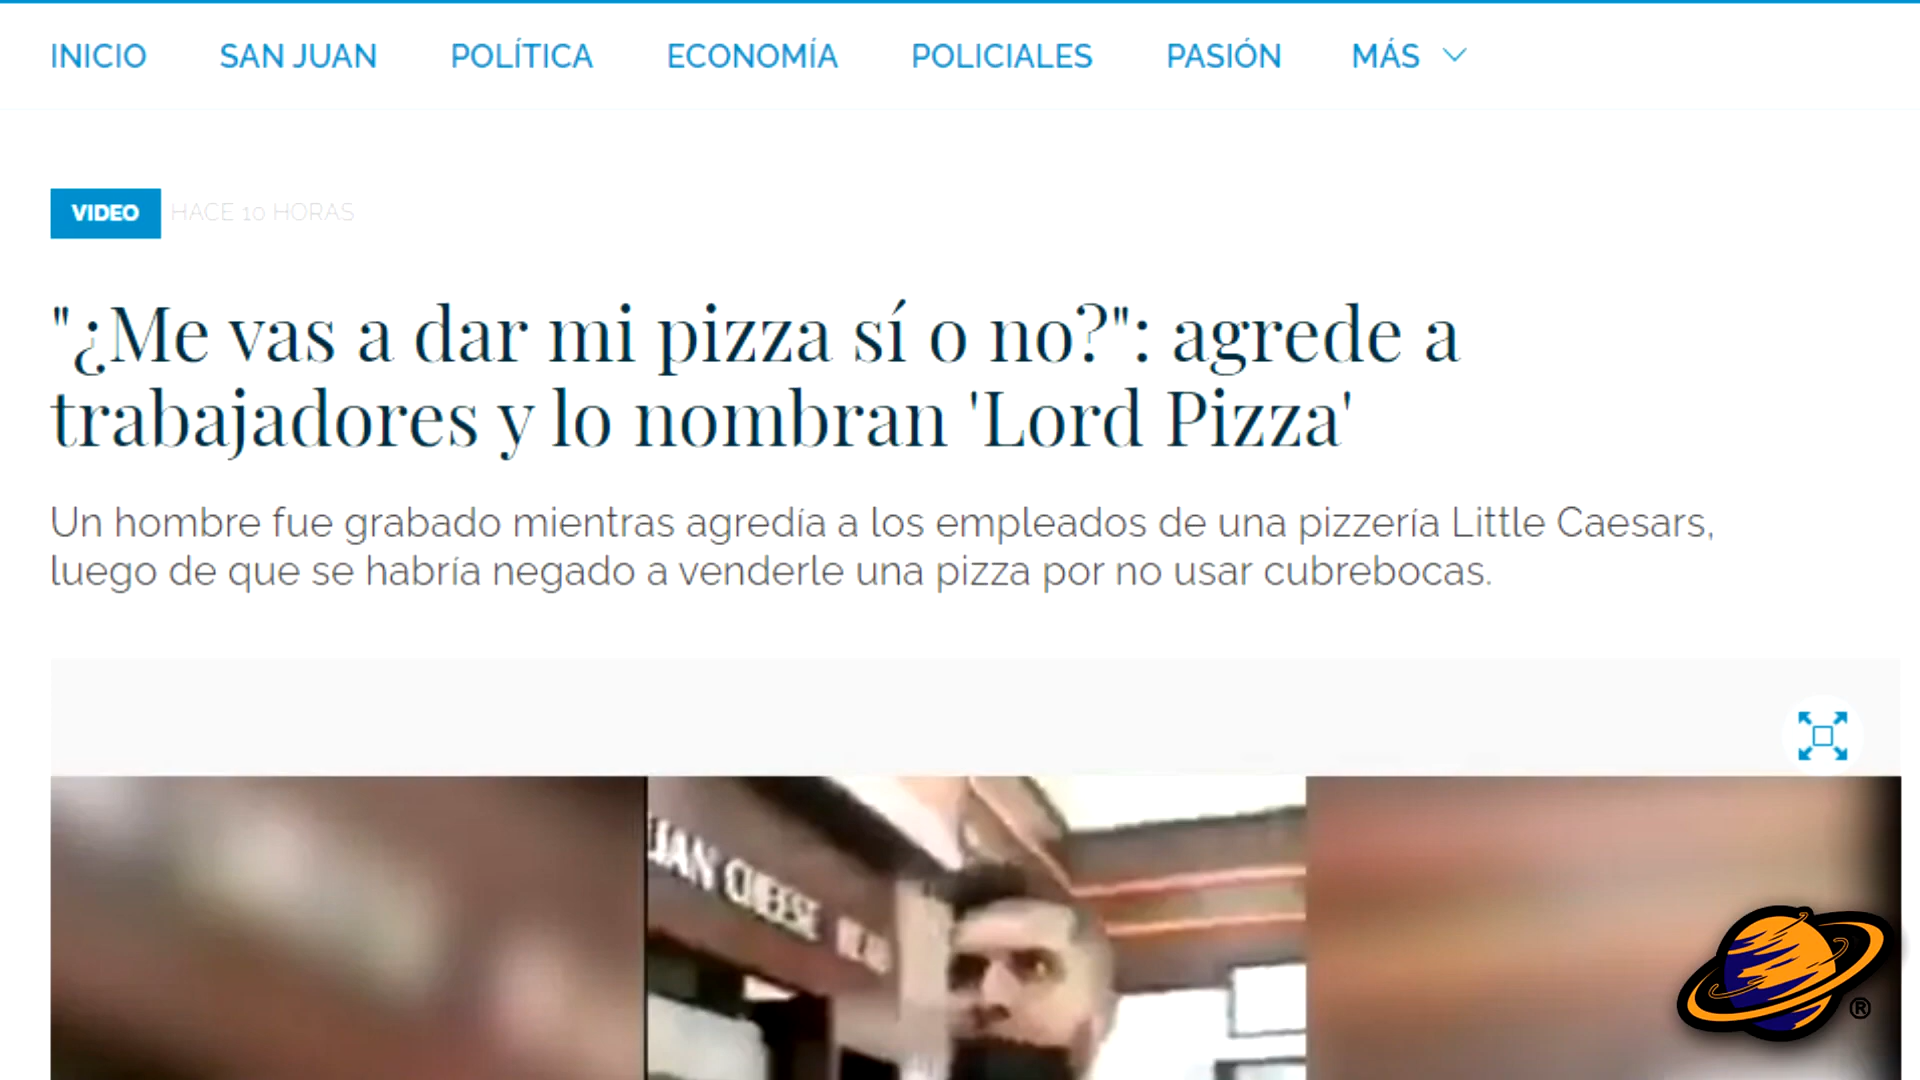 INICIO SAN JUAN POLÍTICA ECONOMÍA POLICIALES PASIÓN MÁS
VIDEO HACE 10 HORAS
"¿Me vas a dar mi pizza sí o no?": agrede a
trabajadores y lo nombran 'Lord Pizza'
Un hombre fue grabado mientras agredía a los empleados de una pizzería Little Caesars,
luego de que se habría negado a venderle una pizza por no usar cubrebocas.
CHEESE
®